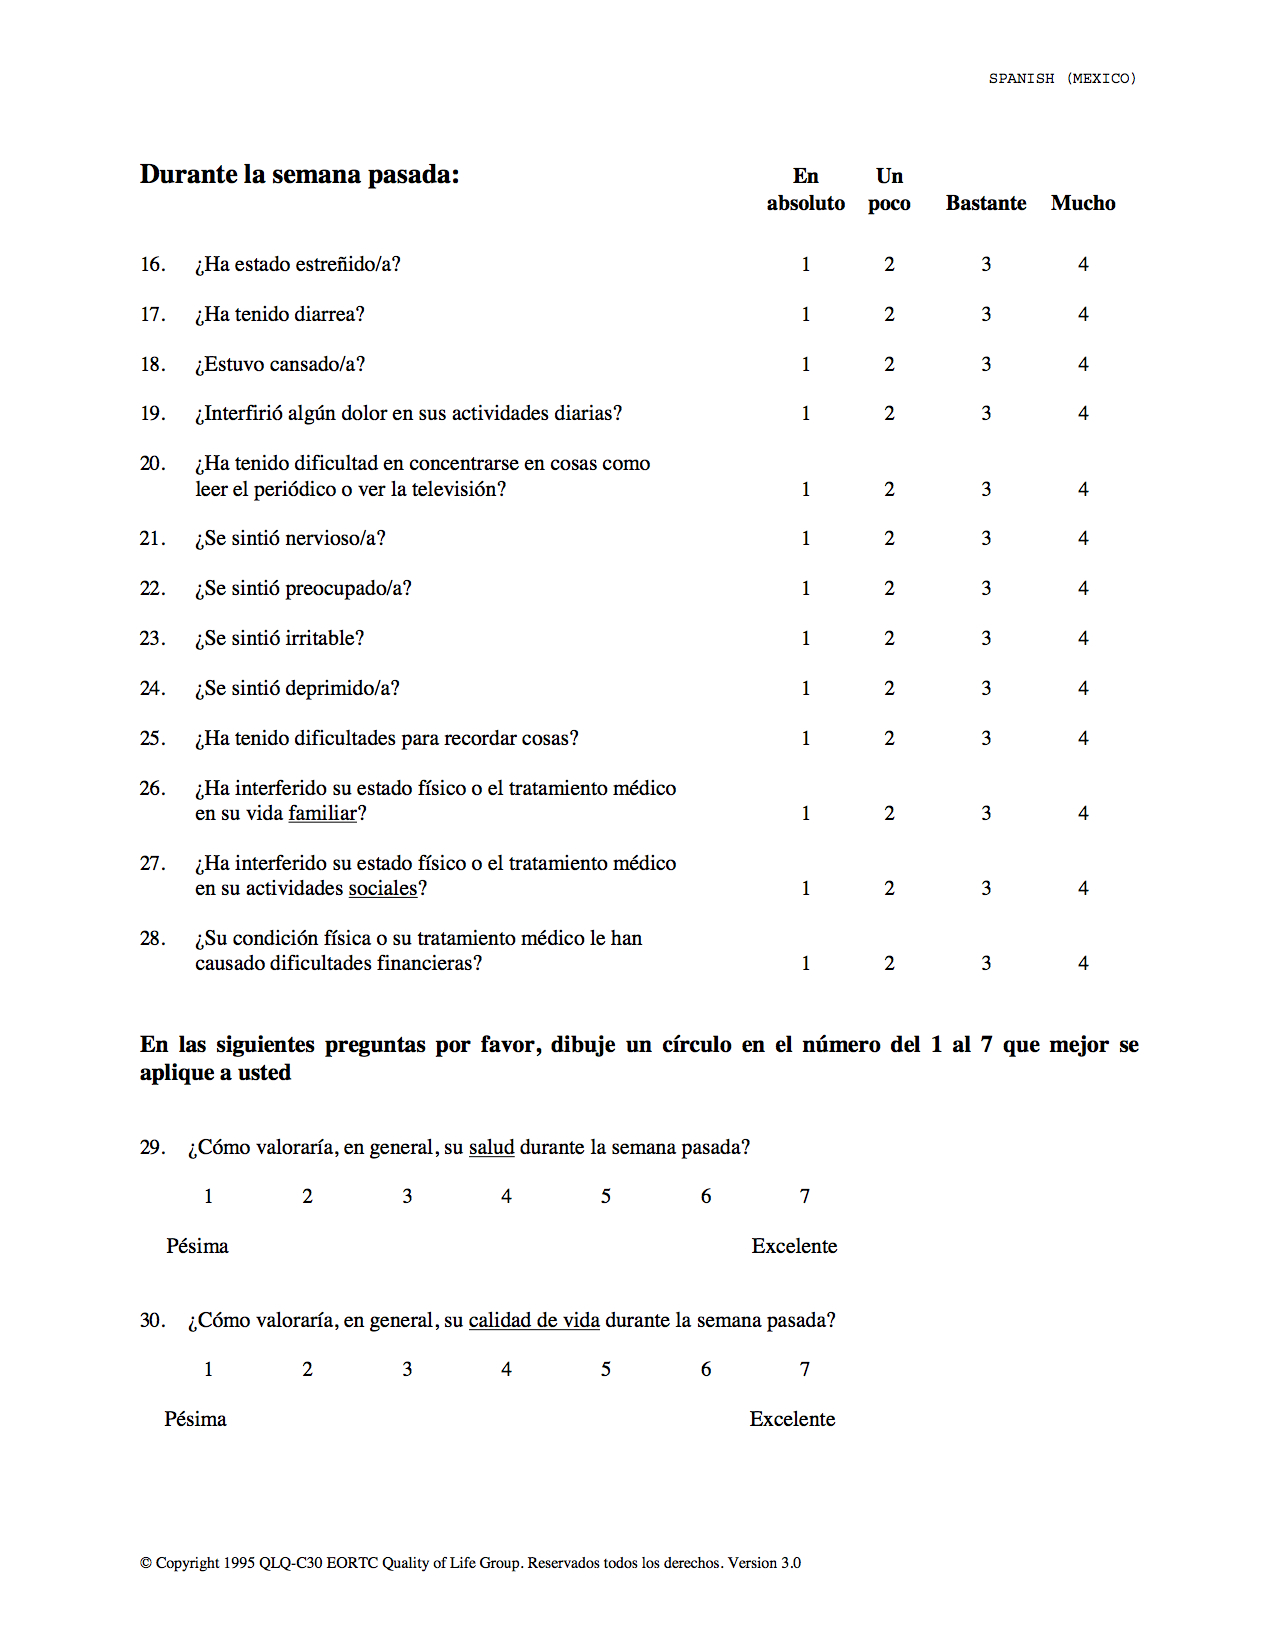 SPANISH (MEXICO)
Durante la semana pasada: En Un
absoluto poco Bastante Mucho
16. ¿Ha estado estreñido/a? 1 2 3 4
17. ¿Ha tenido diarrea? 1 2 3 4
18. ¿Estuvo cansado/a? 1 2 3 4
19. ¿Interfirió algún dolor en sus actividades diarias? 1 2 3 4
20. ¿Ha tenido dificultad en concentrarse en cosas como
leer el periódico o ver la televisión? 1 2 3 4
21. ¿Se sintió nervioso/a? 1 2 3 4
22. ¿Se sintió preocupado/a? 1 2 3 4
23. ¿Se sintió irritable? 1 2 3 4
24. ¿Se sintió deprimido/a? 1 2 3 4
25. ¿Ha tenido dificultades para recordar cosas? 1 2 3 4
26. ¿Ha interferido su estado físico o el tratamiento médico
en su vida familiar? 1 2 3 4
27. ¿Ha interferido su estado físico o el tratamiento médico
en su actividades sociales? 1 2 3 4
28. ¿Su condición física o su tratamiento médico le han
causado dificultades financieras? 1 2 3 4
En las siguientes preguntas por favor, dibuje un círculo en el número del 1 al 7 que mejor se
aplique a usted
29. ¿Cómo valoraría, en general, su salud durante la semana pasada?
1 2 3 4 5 6 7
Pésima Excelente
30. ¿Cómo valoraría, en general, su calidad de vida durante la semana pasada?
1 2 3 4 5 6 7
Pésima Excelente
© Copyright 1995 QLQ-C30 EORTC Quality of Life Group. Reservados todos los derechos. Version 3.0